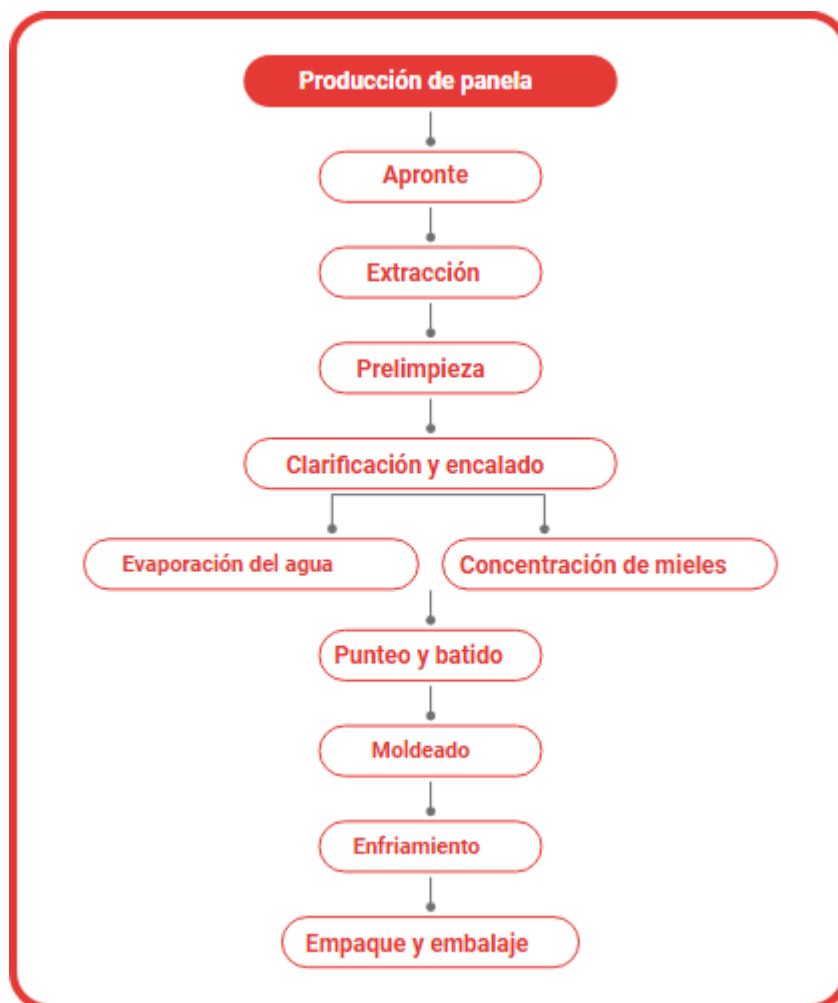 Producción de panela
Apronte
Extracción
Prelimpieza
Clarificación y encalado
Evaporación del agua
Concentración de mieles
Punteo y batido
Moldeado
Enfriamiento
Empaque y embalaje